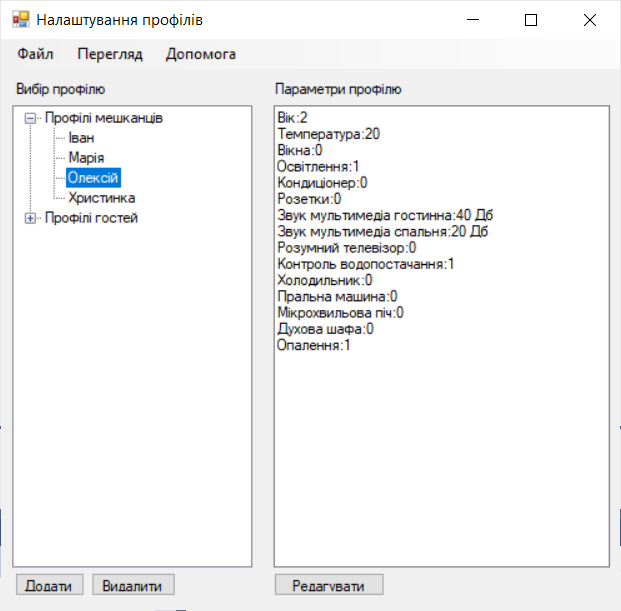 Налаштування профілів
Файл Перегляд Допомога
Вибір профілю
Профілі мешканців
Іван
Марія
Олексій
Христинка
Профілі гостей
Додати Видалити
Параметри профілю
Вік:2
Температура:20
Вікна:0
Освітлення:1
Кондиціонер:0
Розетки:0
Звук мультимедіа гостинна:40 Дб
Звук мультимедіа спальня:20 Дб
Розумний телевізор:0
Контроль водопостачання:1
Холодильник:0
Пральна машина:0
Мікрохвильова піч:0
Духова шафа:0
Опалення:1
Редагувати